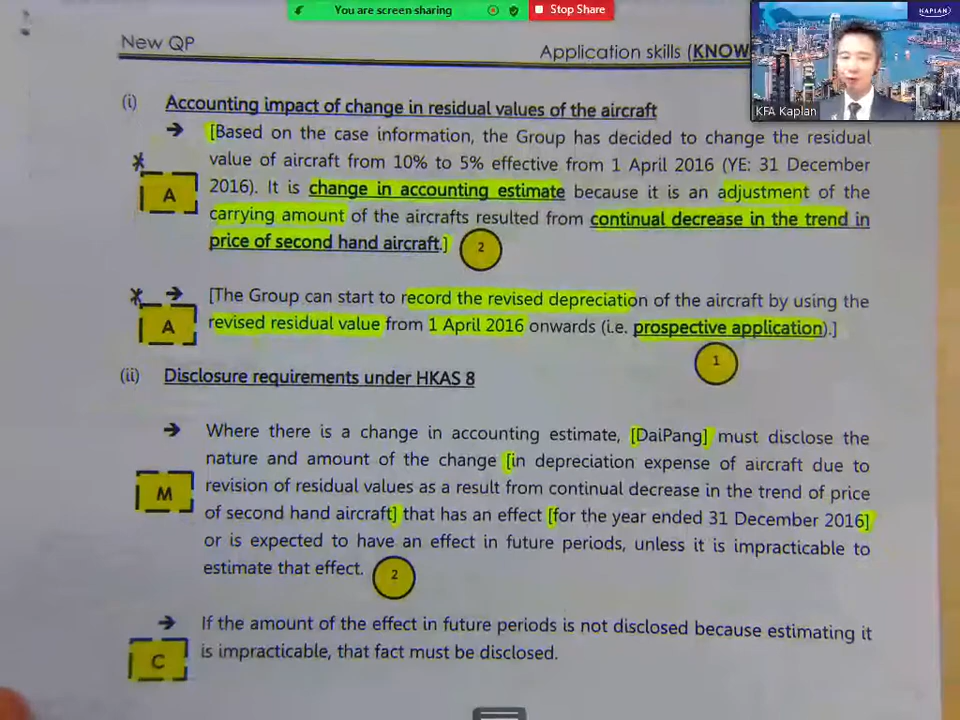 You are screen sharing
Stop Share
KAPLAN
New QP
Application skills (KNOW
KFA Kaplan
(i) Accounting impact of change in residual values of the aircraft
→ [Based on the case information, the Group has decided to change the residual
* value of aircraft from 10% to 5% effective from 1 April 2016 (YE: 31 December
A 2016). It is change in accounting estimate because it is an adjustment of the
carrying amount of the aircrafts resulted from continual decrease in the trend in
price of second hand aircraft.] 2
* → [The Group can start to record the revised depreciation of the aircraft by using the
A revised residual value from 1 April 2016 onwards (i.e. prospective application).]
1
(ii) Disclosure requirements under HKAS 8
→ Where there is a change in accounting estimate, [DaiPang] must disclose the
nature and amount of the change [in depreciation expense of aircraft due to
M revision of residual values as a result from continual decrease in the trend of price
of second hand aircraft] that has an effect [for the year ended 31 December 2016]
or is expected to have an effect in future periods, unless it is impracticable to
estimate that effect. 2
→ If the amount of the effect in future periods is not disclosed because estimating it
C is impracticable, that fact must be disclosed.